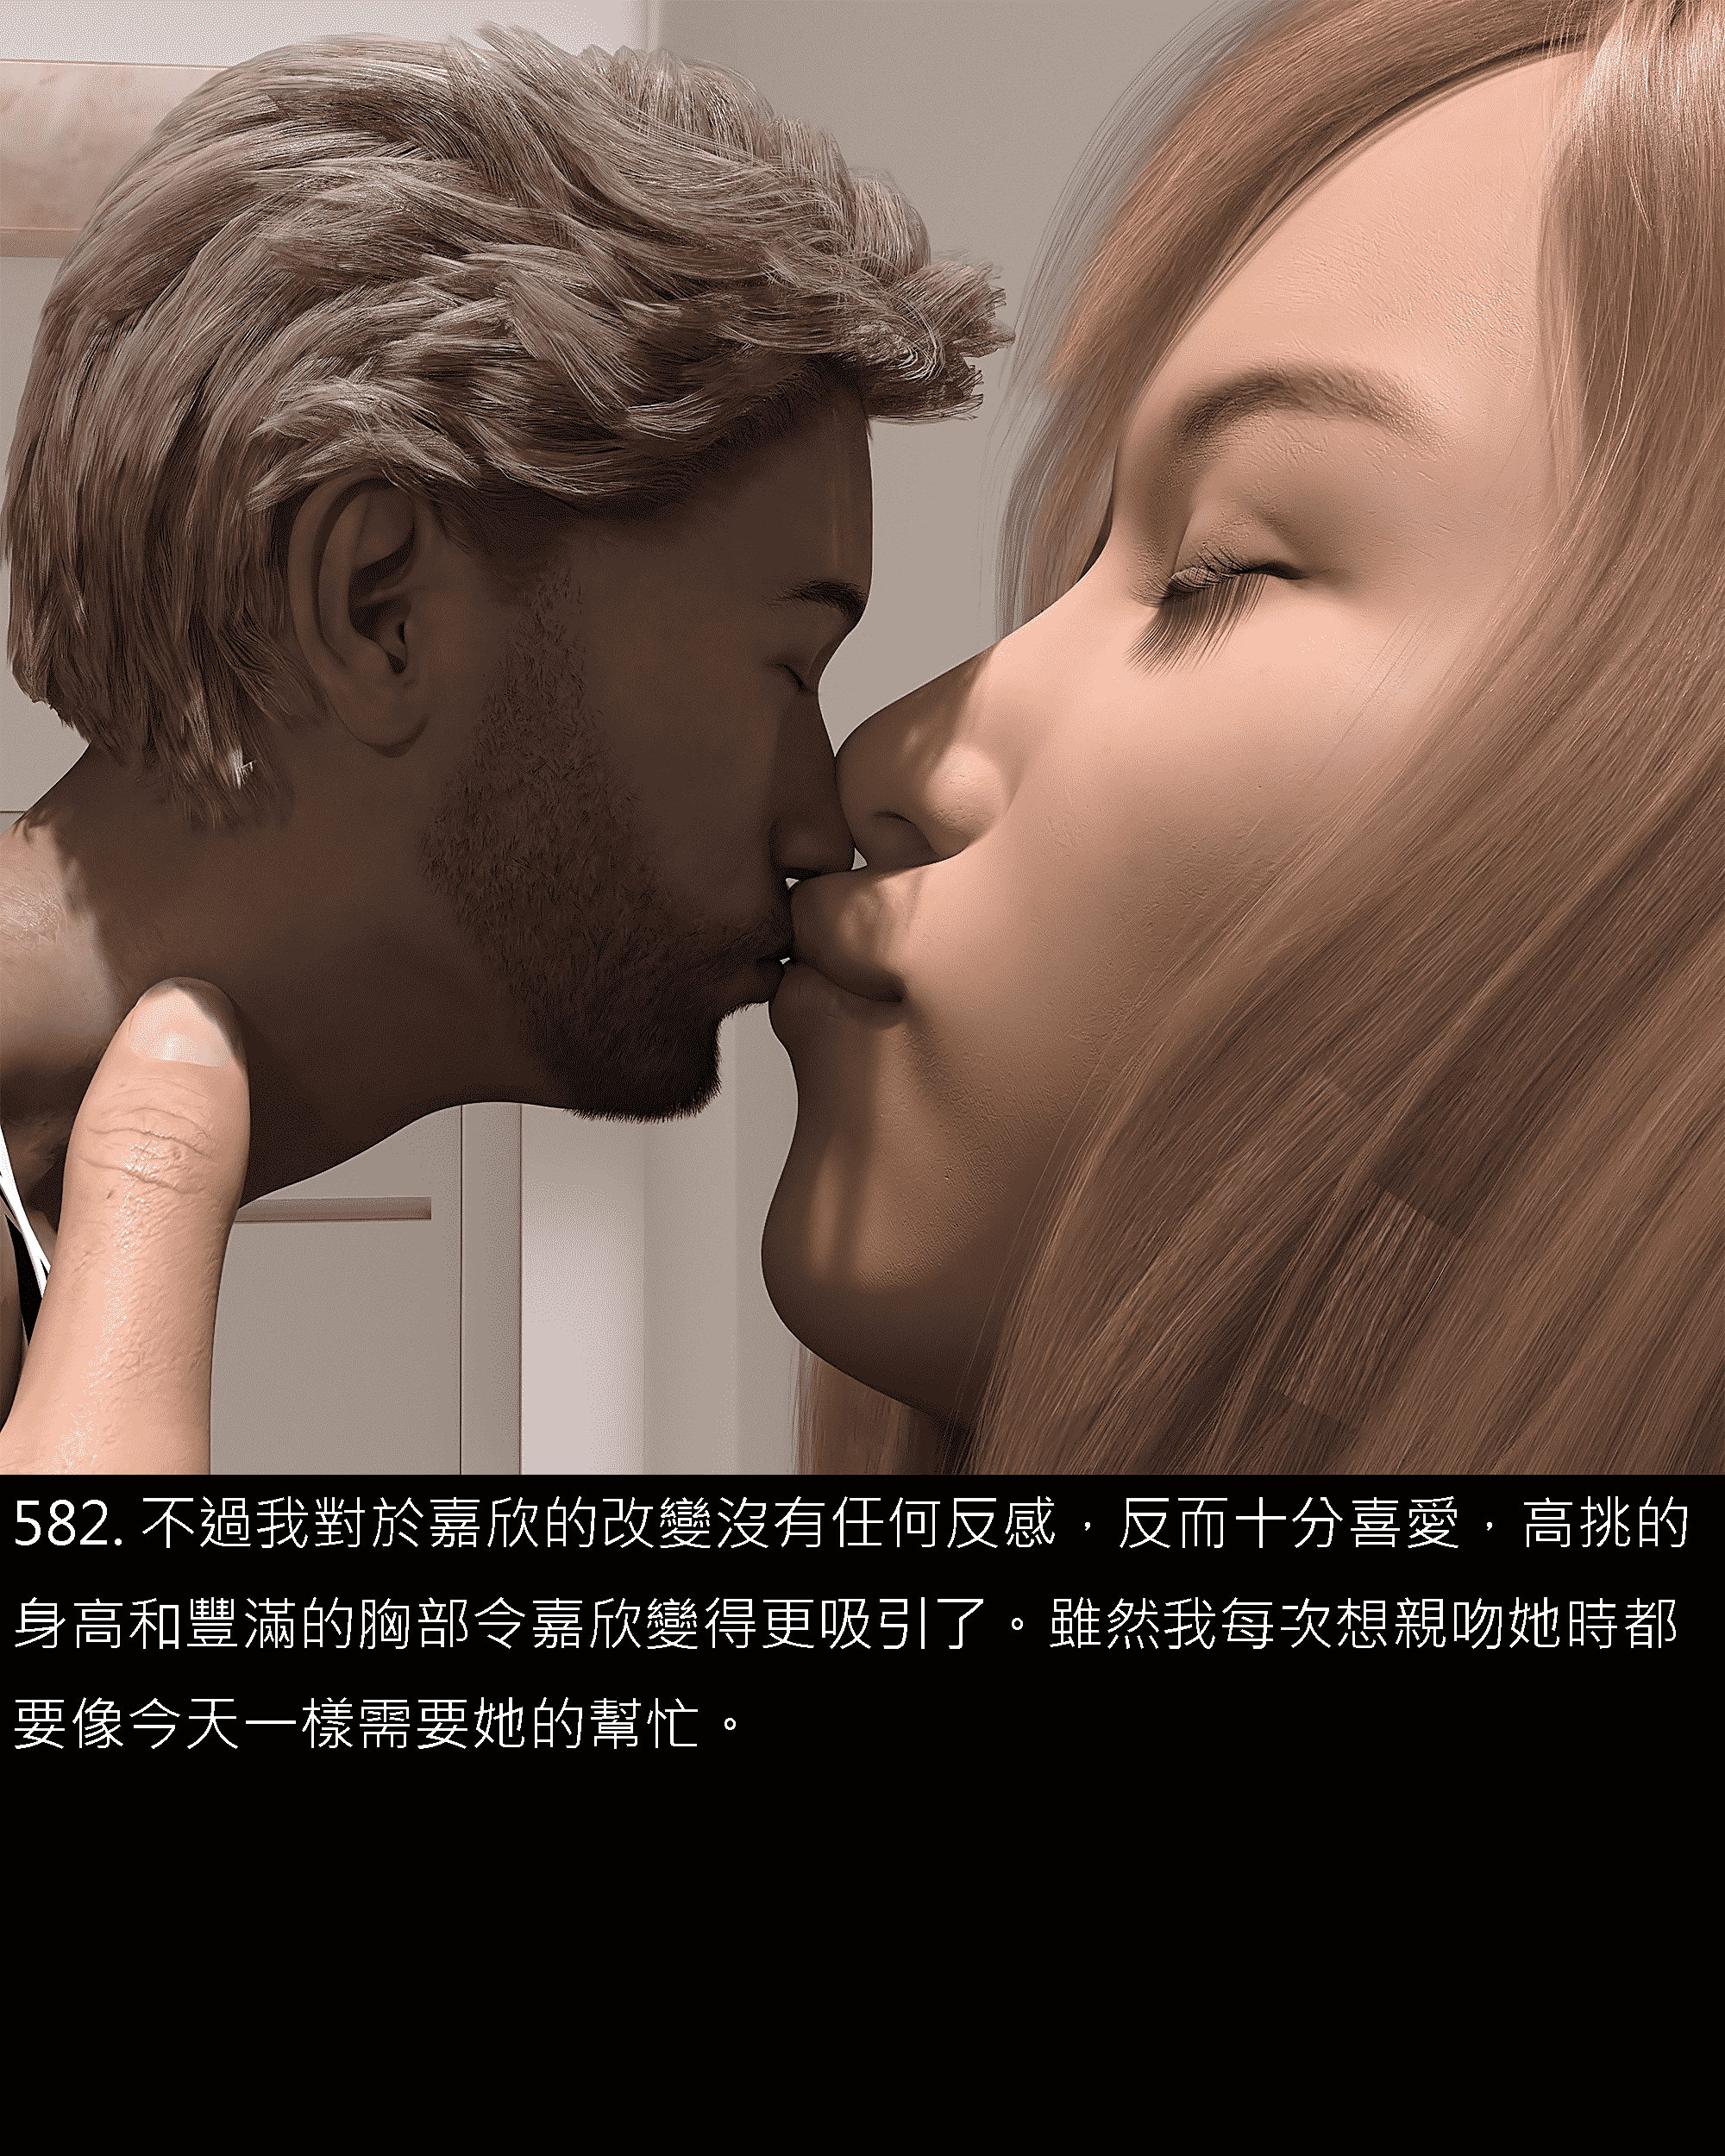 582. 不過我對於嘉欣的改變沒有任何反感，反而十分喜愛，高挑的
身高和豐滿的胸部令嘉欣變得更吸引了。雖然我每次想親吻她時都
要像今天一樣需要她的幫忙。